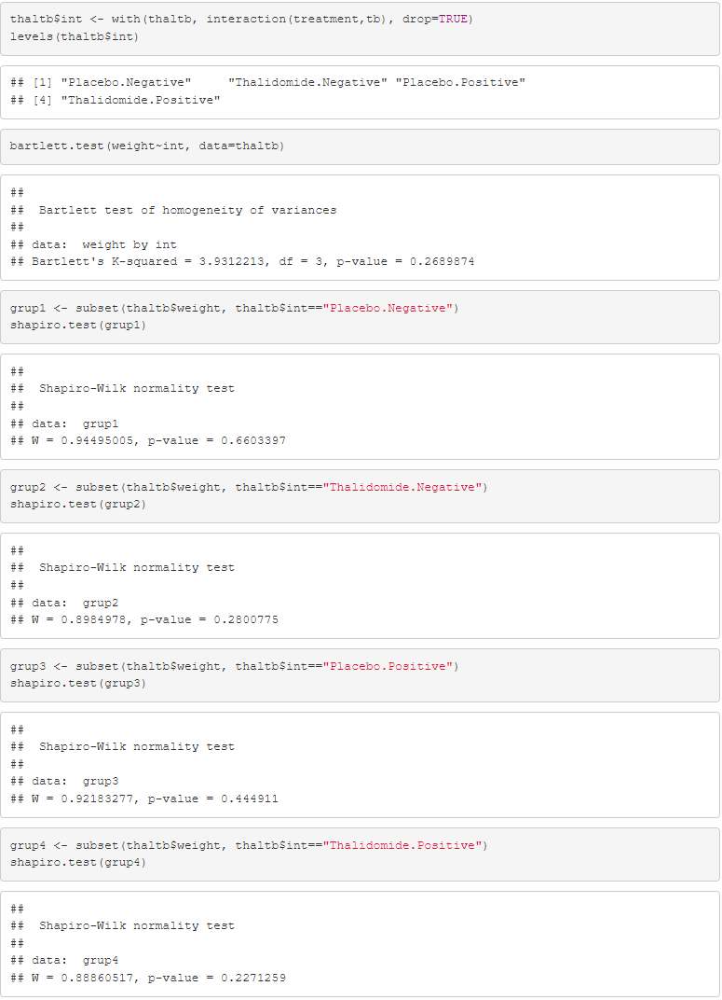 thaltb$int <- with(thaltb, interaction(treatment,tb), drop=TRUE)
levels(thaltb$int)
## [1] "Placebo.Negative"     "Thalidomide.Negative" "Placebo.Positive"
## [4] "Thalidomide.Positive"
bartlett.test(weight~int, data=thaltb)
##
##  Bartlett test of homogeneity of variances
##
## data:  weight by int
## Bartlett's K-squared = 3.9312213, df = 3, p-value = 0.2689874
grup1 <- subset(thaltb$weight, thaltb$int=="Placebo.Negative")
shapiro.test(grup1)
##
##  Shapiro-Wilk normality test
##
## data:  grup1
## W = 0.94495005, p-value = 0.6603397
grup2 <- subset(thaltb$weight, thaltb$int=="Thalidomide.Negative")
shapiro.test(grup2)
##
##  Shapiro-Wilk normality test
##
## data:  grup2
## W = 0.8984978, p-value = 0.2800775
grup3 <- subset(thaltb$weight, thaltb$int=="Placebo.Positive")
shapiro.test(grup3)
##
##  Shapiro-Wilk normality test
##
## data:  grup3
## W = 0.92183277, p-value = 0.444911
grup4 <- subset(thaltb$weight, thaltb$int=="Thalidomide.Positive")
shapiro.test(grup4)
##
##  Shapiro-Wilk normality test
##
## data:  grup4
## W = 0.88860517, p-value = 0.2271259